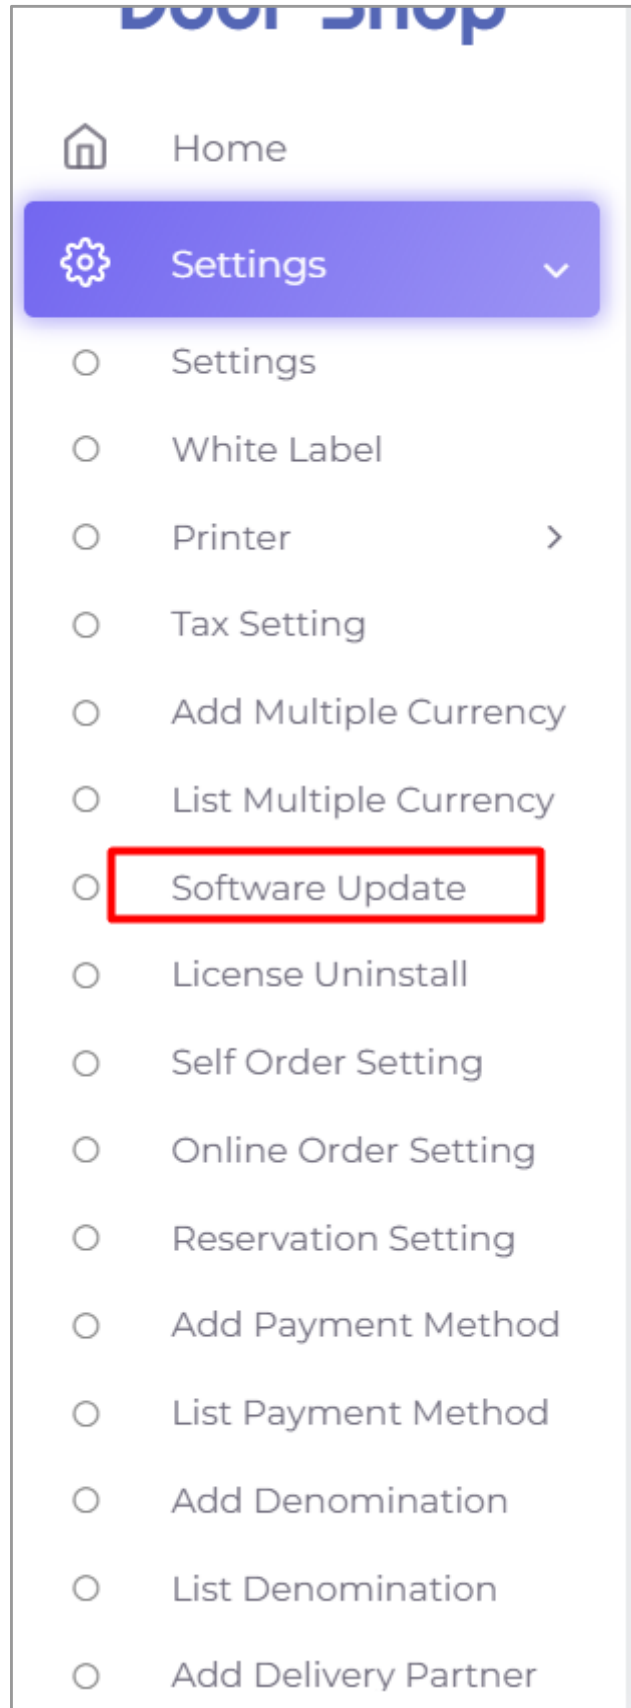 Door Shop
Home
Settings
Settings
White Label
Printer
Tax Setting
Add Multiple Currency
List Multiple Currency
Software Update
License Uninstall
Self Order Setting
Online Order Setting
Reservation Setting
Add Payment Method
List Payment Method
Add Denomination
List Denomination
Add Delivery Partner